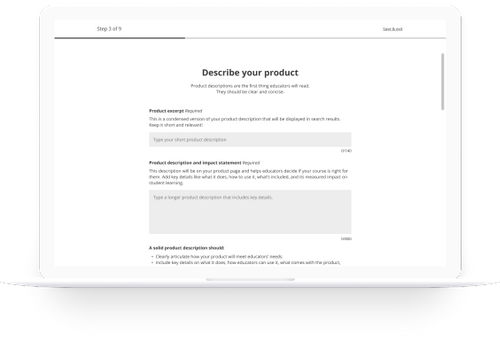 Step 3 of 9
Save & exit
Describe your product
Product descriptions are the first thing educators will read.
They should be clear and concise.
Product excerpt Required
This is a condensed version of your product description that will be displayed in search results.
Keep it short and relevant!
Type your short product description
Product description and impact statement Required
This description will be on your product page and helps educators decide if your course is right for
them. Add key details like what it does, how to use it, what's included, and its measured impact on
student learning.
Type a longer product description that includes key details.
A solid product description should:
• Clearly articulate how your product will meet educators' needs.
• Include key details on what it does, how educators can use it, what comes with the product,